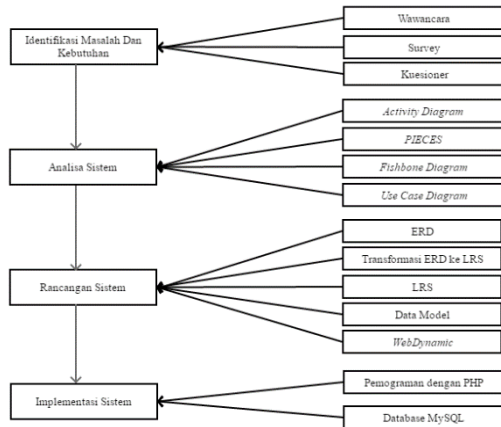 Identifikasi Masalah Dan
Kebutuhan
Wawancara
Survey
Kuesioner
Analisa Sistem
Activity Diagram
PIECES
Fishbone Diagram
Use Case Diagram
Rancangan Sistem
ERD
Transformasi ERD ke LRS
LRS
Data Model
WebDynamic
Implementasi Sistem
Pemograman dengan PHP
Database MySQL